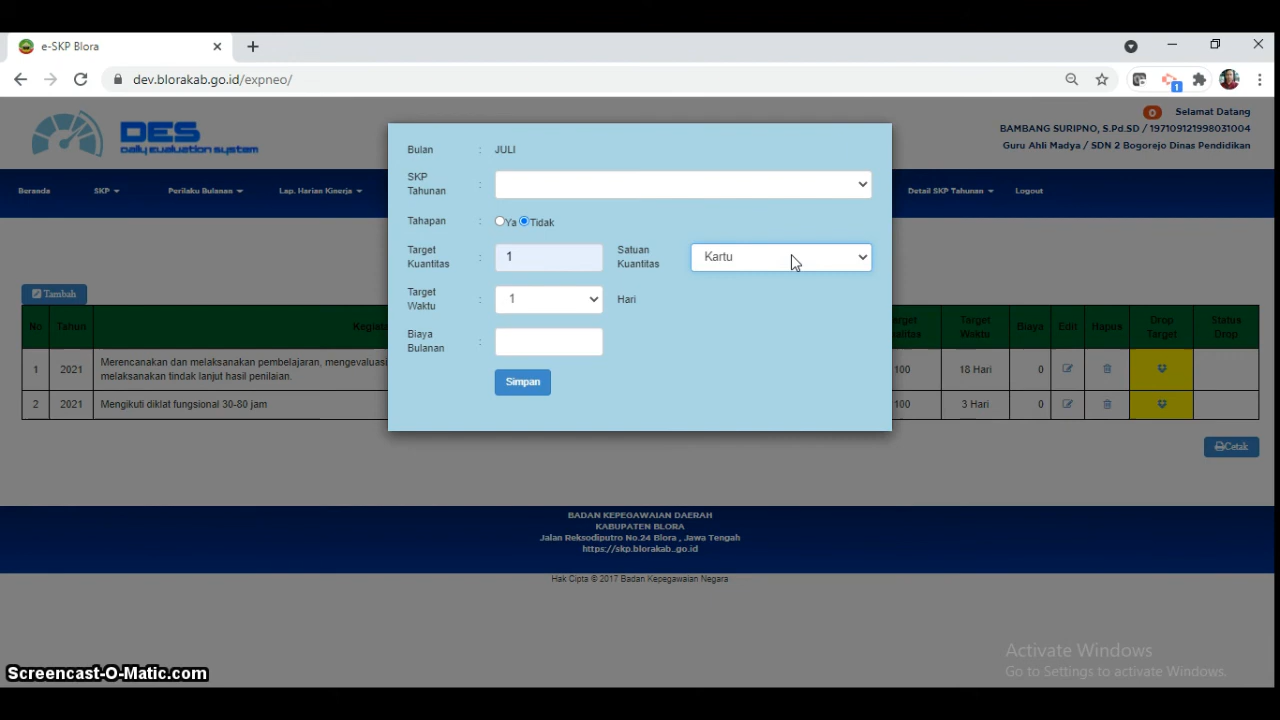 e-SKP Blora
dev.blorakab.go.id/expneo/
1
DES
daily evaluation system
0 Selamat Datang
BAMBANG SURIPNO, S.Pd.SD / 197109121998031004
Guru Ahli Madya / SDN 2 Bogorejo Dinas Pendidikan
Beranda SKP Perilaku Bulanan Lap. Harian Kinerja Detail SKP Tahunan Logout
Bulan : JULI
SKP Tahunan :
Tahapan : Ya Tidak
Target Kuantitas : 1 Satuan Kuantitas Kartu
Target Waktu : 1 Hari
Biaya Bulanan :
Simpan
Tambah
No Tahun Target Waktu Biaya Edit Hapus Drop Target Status Drop
1 2021 Merencanakan dan melaksanakan pembelajaran, mengevaluasi
melaksanakan tindak lanjut hasil penilaian. 100 18 Hari 0
2 2021 Mengikuti diklat fungsional 30-80 jam 100 3 Hari 0
Cetak
BADAN KEPEGAWAIAN DAERAH
KABUPATEN BLORA
Jalan Reksodiputro No.24 Blora , Jawa Tengah
https://skp.blorakab.go.id
Hak Cipta © 2017 Badan Kepegawaian Negara
Activate Windows
Go to Settings to activate Windows.
Screencast-O-Matic.com